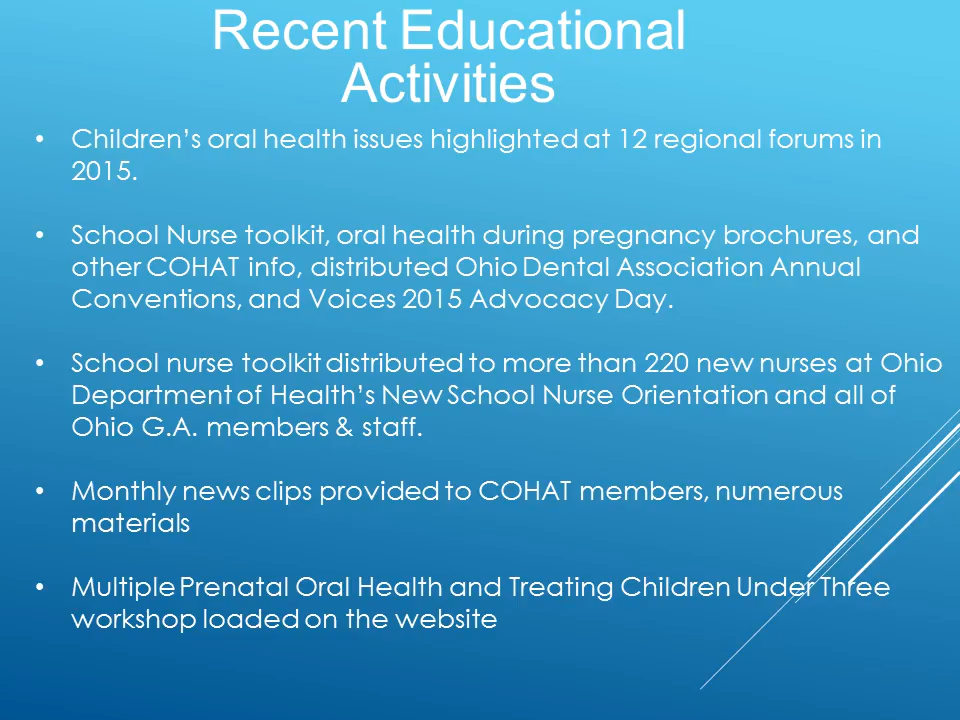 Recent Educational
Activities
• Children’s oral health issues highlighted at 12 regional forums in
2015.
• School Nurse toolkit, oral health during pregnancy brochures, and
other COHAT info, distributed Ohio Dental Association Annual
Conventions, and Voices 2015 Advocacy Day.
• School nurse toolkit distributed to more than 220 new nurses at Ohio
Department of Health’s New School Nurse Orientation and all of
Ohio G.A. members & staff.
• Monthly news clips provided to COHAT members, numerous
materials
• Multiple Prenatal Oral Health and Treating Children Under Three
workshop loaded on the website